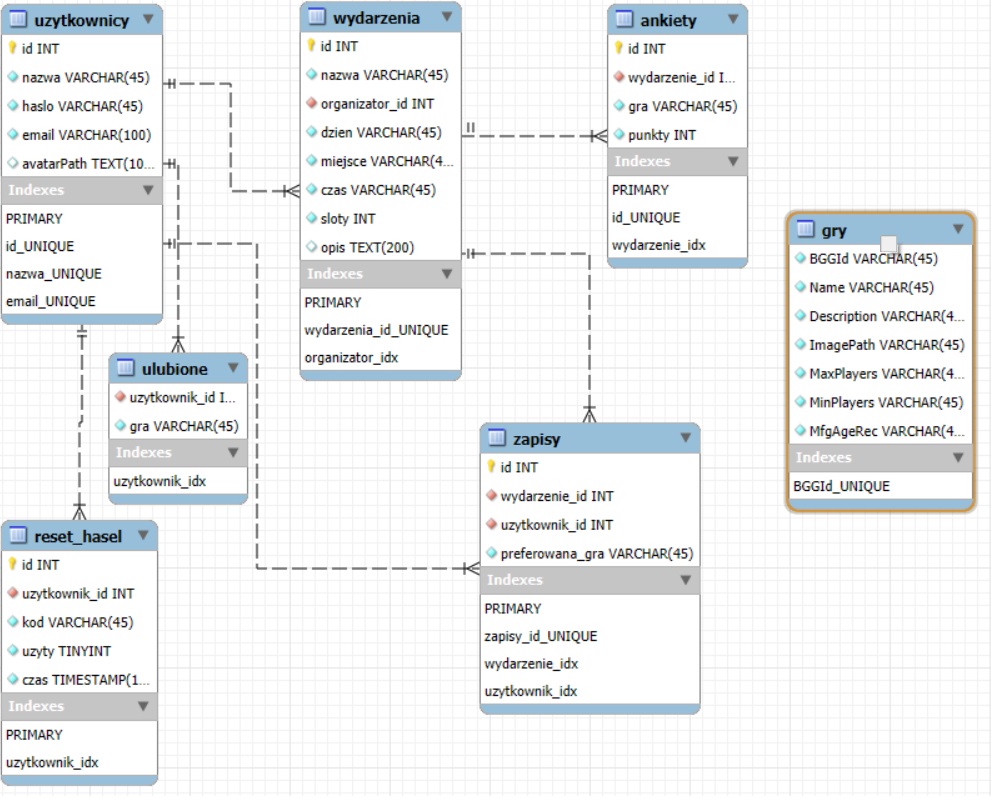 uzytkownicy
id INT
nazwa VARCHAR(45)
haslo VARCHAR(45)
email VARCHAR(100)
avatarPath TEXT(10...
Indexes
PRIMARY
id_UNIQUE
nazwa_UNIQUE
email_UNIQUE
wydarzenia
id INT
nazwa VARCHAR(45)
organizator_id INT
dzien VARCHAR(45)
miejsce VARCHAR(4...
czas VARCHAR(45)
sloty INT
opis TEXT(200)
Indexes
PRIMARY
wydarzenia_id_UNIQUE
organizator_idx
ankiety
id INT
wydarzenie_id I...
gra VARCHAR(45)
punkty INT
Indexes
PRIMARY
id_UNIQUE
wydarzenie_idx
gry
BGGId VARCHAR(45)
Name VARCHAR(45)
Description VARCHAR(4...
ImagePath VARCHAR(45)
MaxPlayers VARCHAR(4...
MinPlayers VARCHAR(45)
MfgAgeRec VARCHAR(4...
Indexes
BGGId_UNIQUE
ulubione
uzytkownik_id I...
gra VARCHAR(45)
Indexes
uzytkownik_idx
zapisy
id INT
wydarzenie_id INT
uzytkownik_id INT
preferowana_gra VARCHAR(45)
Indexes
PRIMARY
zapisy_id_UNIQUE
wydarzenie_idx
uzytkownik_idx
reset_hasel
id INT
uzytkownik_id INT
kod VARCHAR(45)
uzyty TINYINT
czas TIMESTAMP(1...
Indexes
PRIMARY
uzytkownik_idx